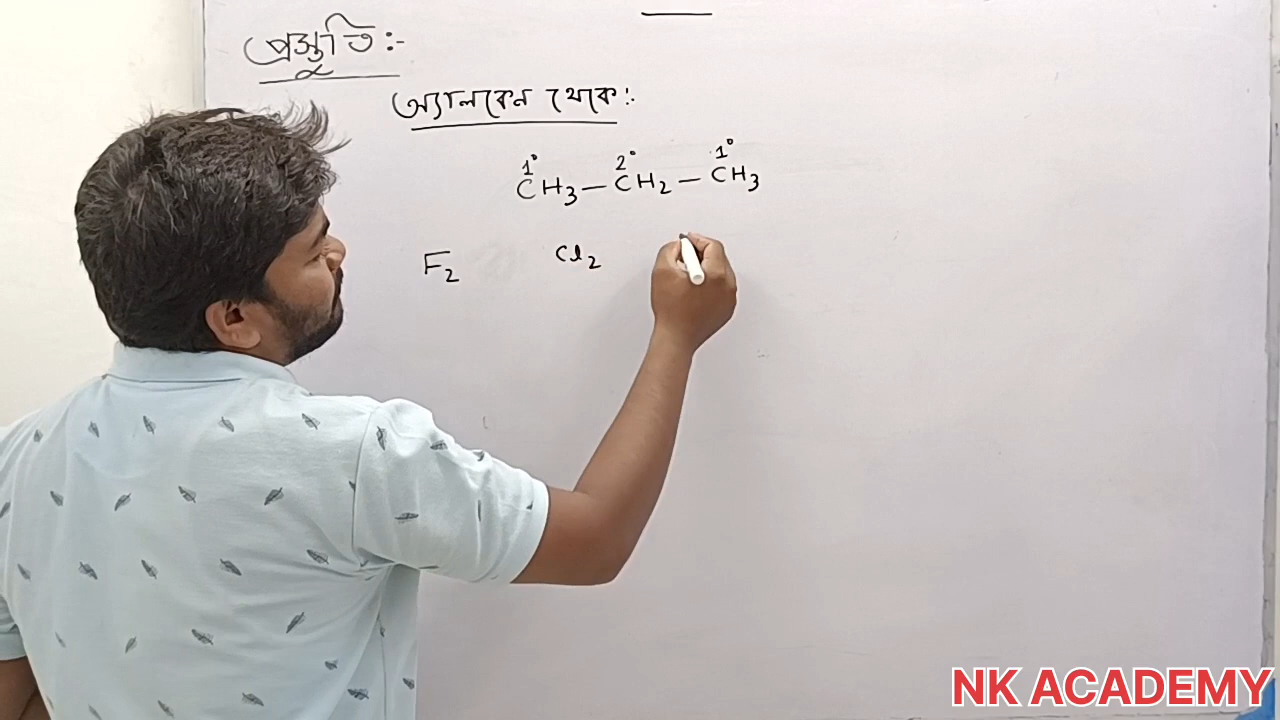 প্রস্তুতি :-
অ্যালকেন থেকে :-
1° 2° 1°
CH3 — CH2 — CH3
F2 Cl2
NK ACADEMY